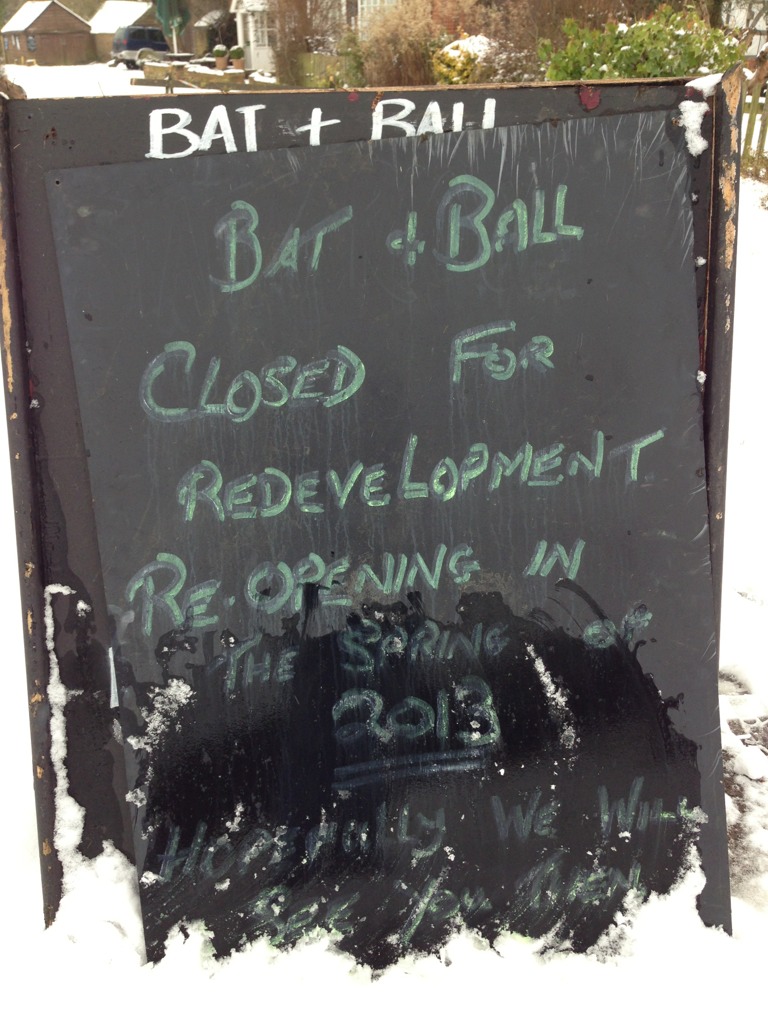 BAT + BALL
BAT & BALL
CLOSED FOR
REDEVELOPMENT.
RE-OPENING IN
THE SPRING OF
2013
HOPEFULLY WE WILL
SEE YOU THEN